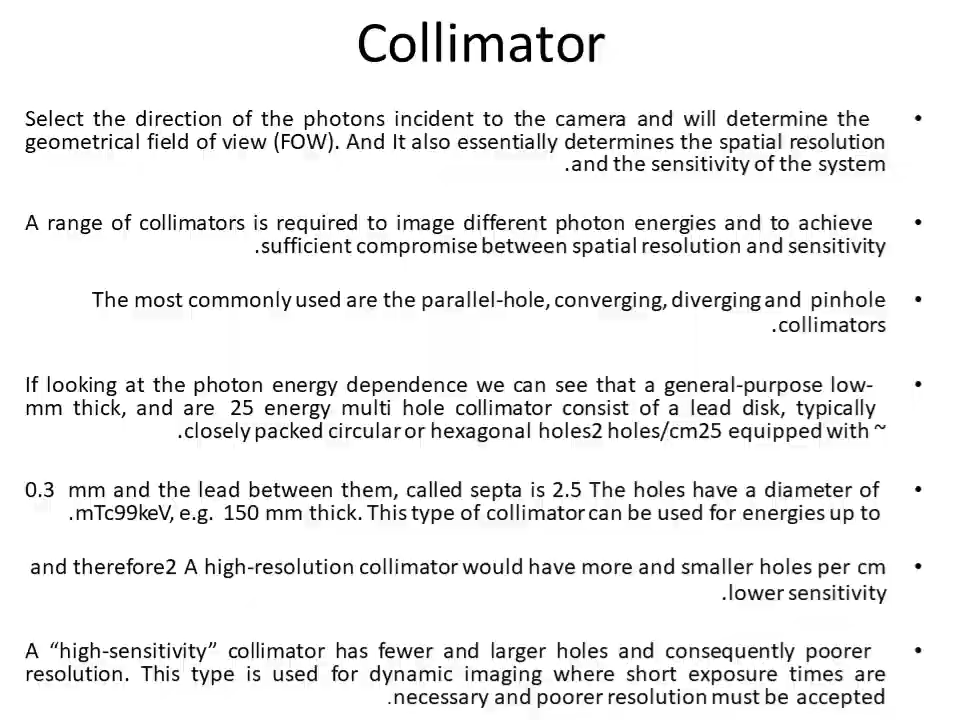 Collimator
• Select the direction of the photons incident to the camera and will determine the
geometrical field of view (FOW). And It also essentially determines the spatial resolution
.and the sensitivity of the system
• A range of collimators is required to image different photon energies and to achieve
.sufficient compromise between spatial resolution and sensitivity
• The most commonly used are the parallel-hole, converging, diverging and pinhole
.collimators
• If looking at the photon energy dependence we can see that a general-purpose low-
mm thick, and are 25 energy multi hole collimator consist of a lead disk, typically
.closely packed circular or hexagonal holes2 holes/cm25 equipped with ~
• 0.3 mm and the lead between them, called septa is 2.5 The holes have a diameter of
.mTc99keV, e.g. 150 mm thick. This type of collimator can be used for energies up to
• and therefore2 A high-resolution collimator would have more and smaller holes per cm
.lower sensitivity
• A “high-sensitivity” collimator has fewer and larger holes and consequently poorer
resolution. This type is used for dynamic imaging where short exposure times are
.necessary and poorer resolution must be accepted